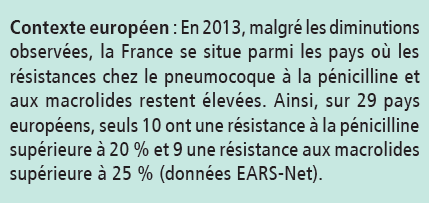 Contexte européen : En 2013, malgré les diminutions
observées, la France se situe parmi les pays où les
résistances chez le pneumocoque à la pénicilline et
aux macrolides restent élevées. Ainsi, sur 29 pays
européens, seuls 10 ont une résistance à la pénicilline
supérieure à 20 % et 9 une résistance aux macrolides
supérieure à 25 % (données EARS-Net).